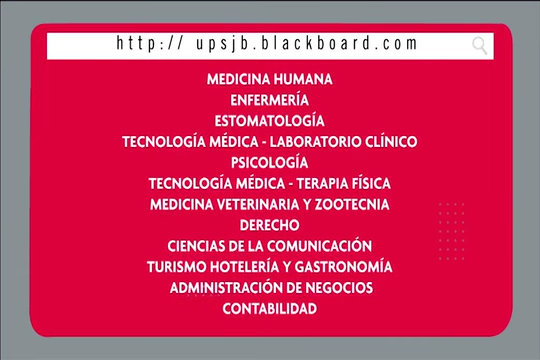 http:// upsjb.blackboard.com
MEDICINA HUMANA
ENFERMERÍA
ESTOMATOLOGÍA
TECNOLOGÍA MÉDICA - LABORATORIO CLÍNICO
PSICOLOGÍA
TECNOLOGÍA MÉDICA - TERAPIA FÍSICA
MEDICINA VETERINARIA Y ZOOTECNIA
DERECHO
CIENCIAS DE LA COMUNICACIÓN
TURISMO HOTELERÍA Y GASTRONOMÍA
ADMINISTRACIÓN DE NEGOCIOS
CONTABILIDAD